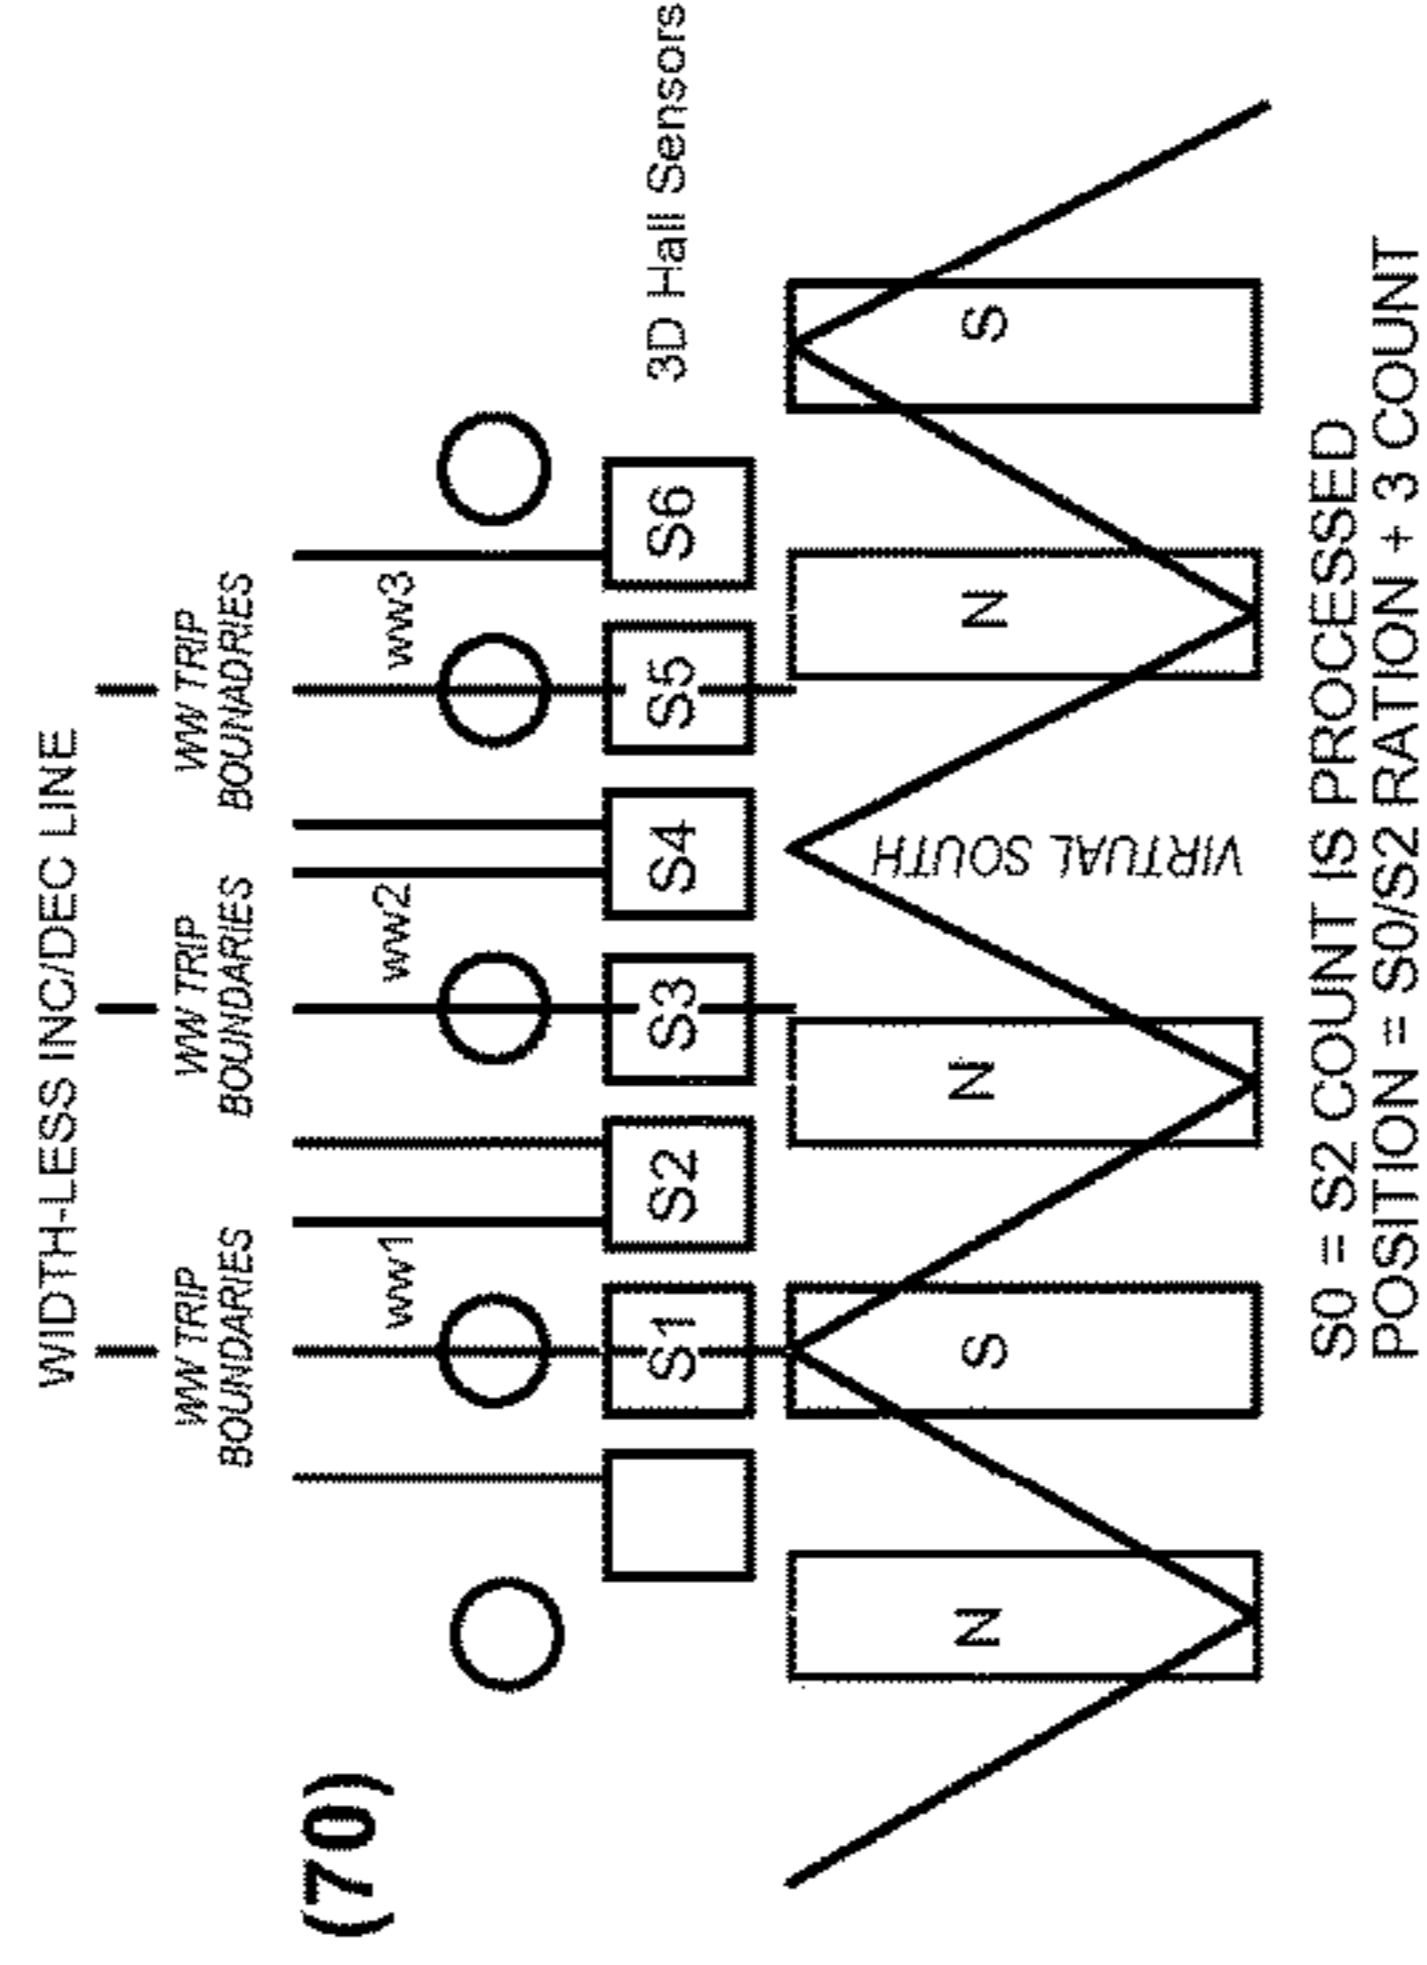 (70)
WIDTH-LESS INC/DEC LINE
WW TRIP
BOUNDARIES
WW TRIP
BOUNDARIES
WW TRIP
BOUNADRIES
ww1
ww2
ww3
S1
S2
S3
S4
S5
S6
3D Hall Sensors
N
S
N
VIRTUAL SOUTH
N
S
S0 = S2 COUNT IS PROCESSED
POSITION = S0/S2 RATION + 3 COUNT